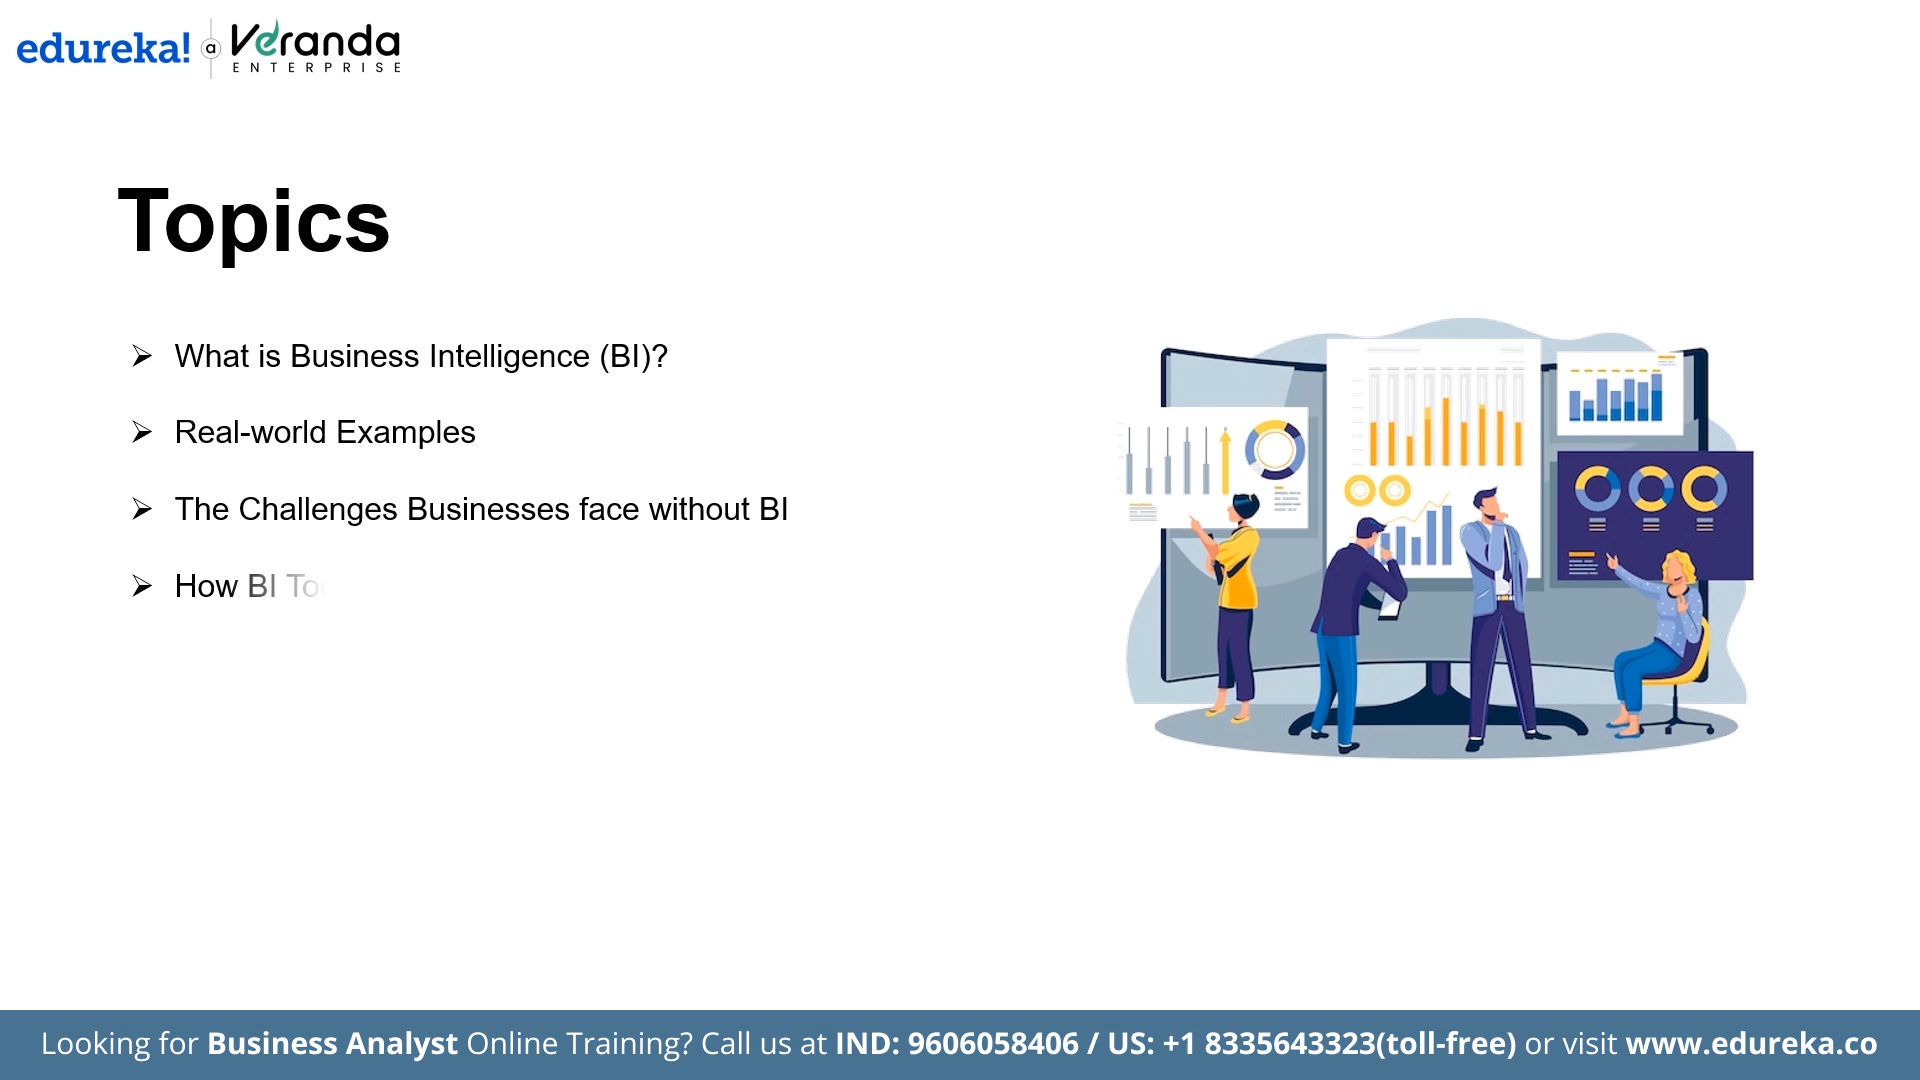 edureka! a Veranda
ENTERPRISE
Topics
➢ What is Business Intelligence (BI)?
➢ Real-world Examples
➢ The Challenges Businesses face without BI
➢ How BI To
Looking for Business Analyst Online Training? Call us at IND: 9606058406 / US: +1 8335643323(toll-free) or visit www.edureka.co